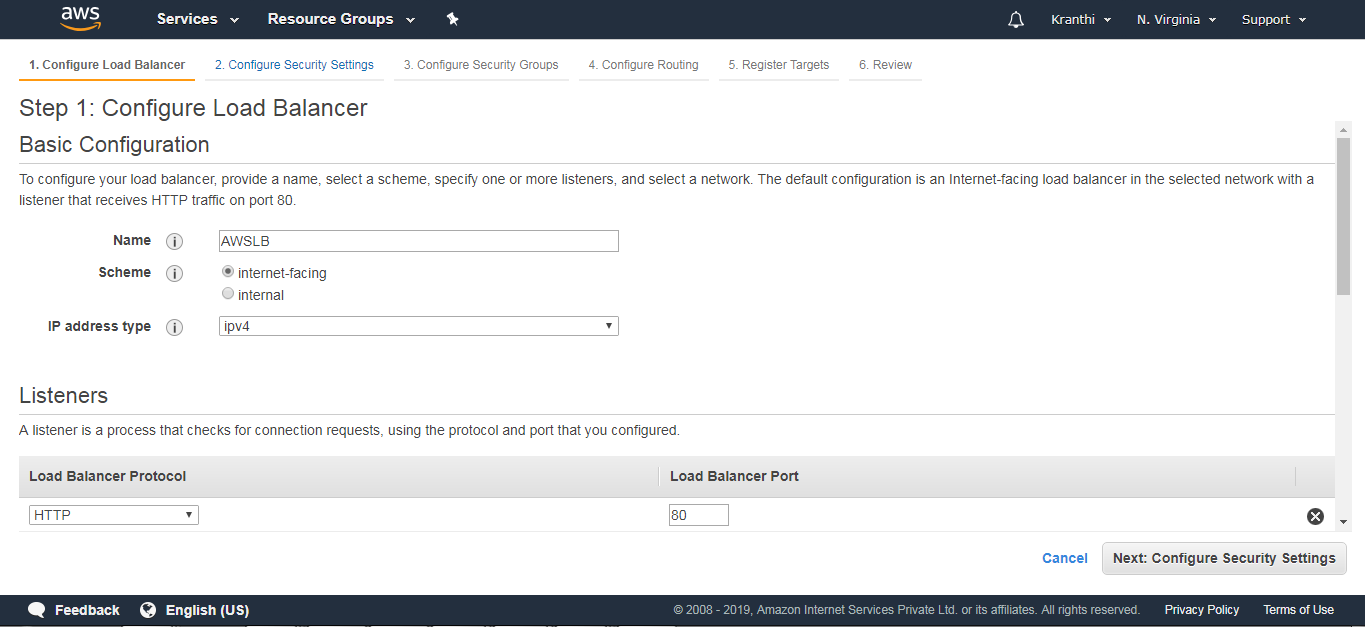 aws Services Resource Groups Kranthi N. Virginia Support
1. Configure Load Balancer 2. Configure Security Settings 3. Configure Security Groups 4. Configure Routing 5. Register Targets 6. Review
Step 1: Configure Load Balancer
Basic Configuration
To configure your load balancer, provide a name, select a scheme, specify one or more listeners, and select a network. The default configuration is an Internet-facing load balancer in the selected network with a
listener that receives HTTP traffic on port 80.
Name i AWSLB
Scheme i internet-facing
internal
IP address type i ipv4
Listeners
A listener is a process that checks for connection requests, using the protocol and port that you configured.
Load Balancer Protocol Load Balancer Port
HTTP 80
Cancel Next: Configure Security Settings
Feedback English (US) © 2008 - 2019, Amazon Internet Services Private Ltd. or its affiliates. All rights reserved. Privacy Policy Terms of Use